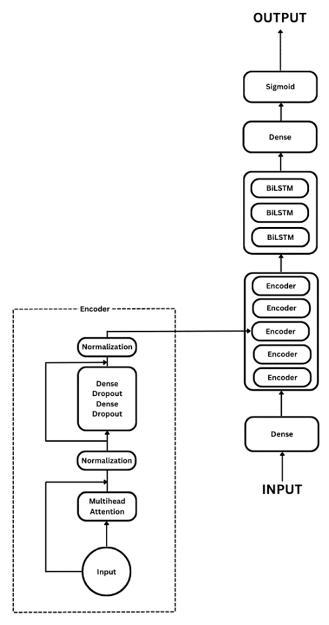 OUTPUT
Sigmoid
Dense
BiLSTM
BiLSTM
BiLSTM
Encoder
Encoder
Encoder
Encoder
Encoder
Dense
INPUT
Encoder
Normalization
Dense
Dropout
Dense
Dropout
Normalization
Multihead
Attention
Input